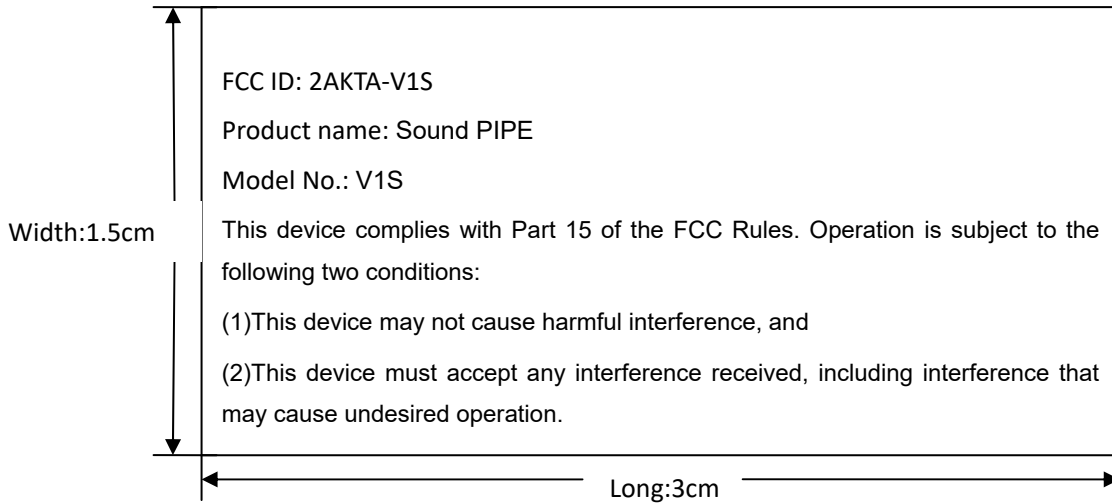 FCC ID: 2AKTA-V1S
Product name: Sound PIPE
Model No.: V1S
Width:1.5cm
This device complies with Part 15 of the FCC Rules. Operation is subject to the
following two conditions:
(1)This device may not cause harmful interference, and
(2)This device must accept any interference received, including interference that
may cause undesired operation.
Long:3cm